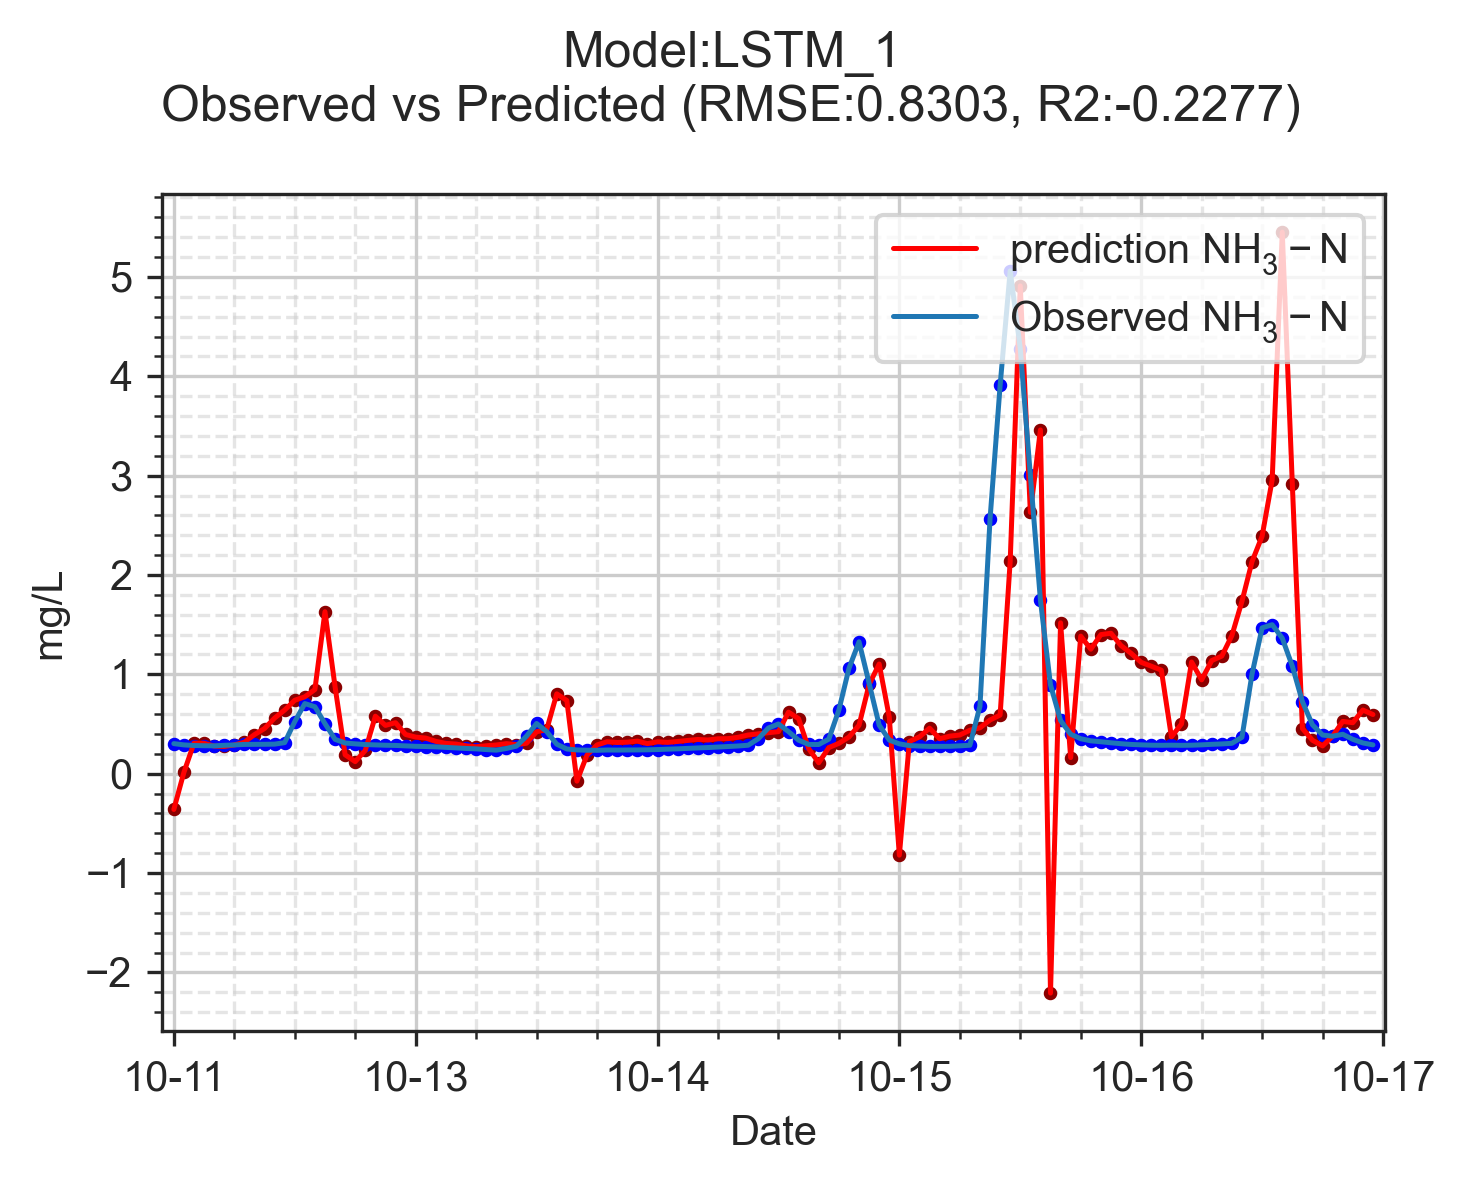 Model:LSTM_1
Observed vs Predicted (RMSE:0.8303, R2:-0.2277)
prediction NH₃ − N
Observed NH₃ − N
5
4
3
2
1
0
−1
−2
mg/L
10-11 10-13 10-14 10-15 10-16 10-17
Date